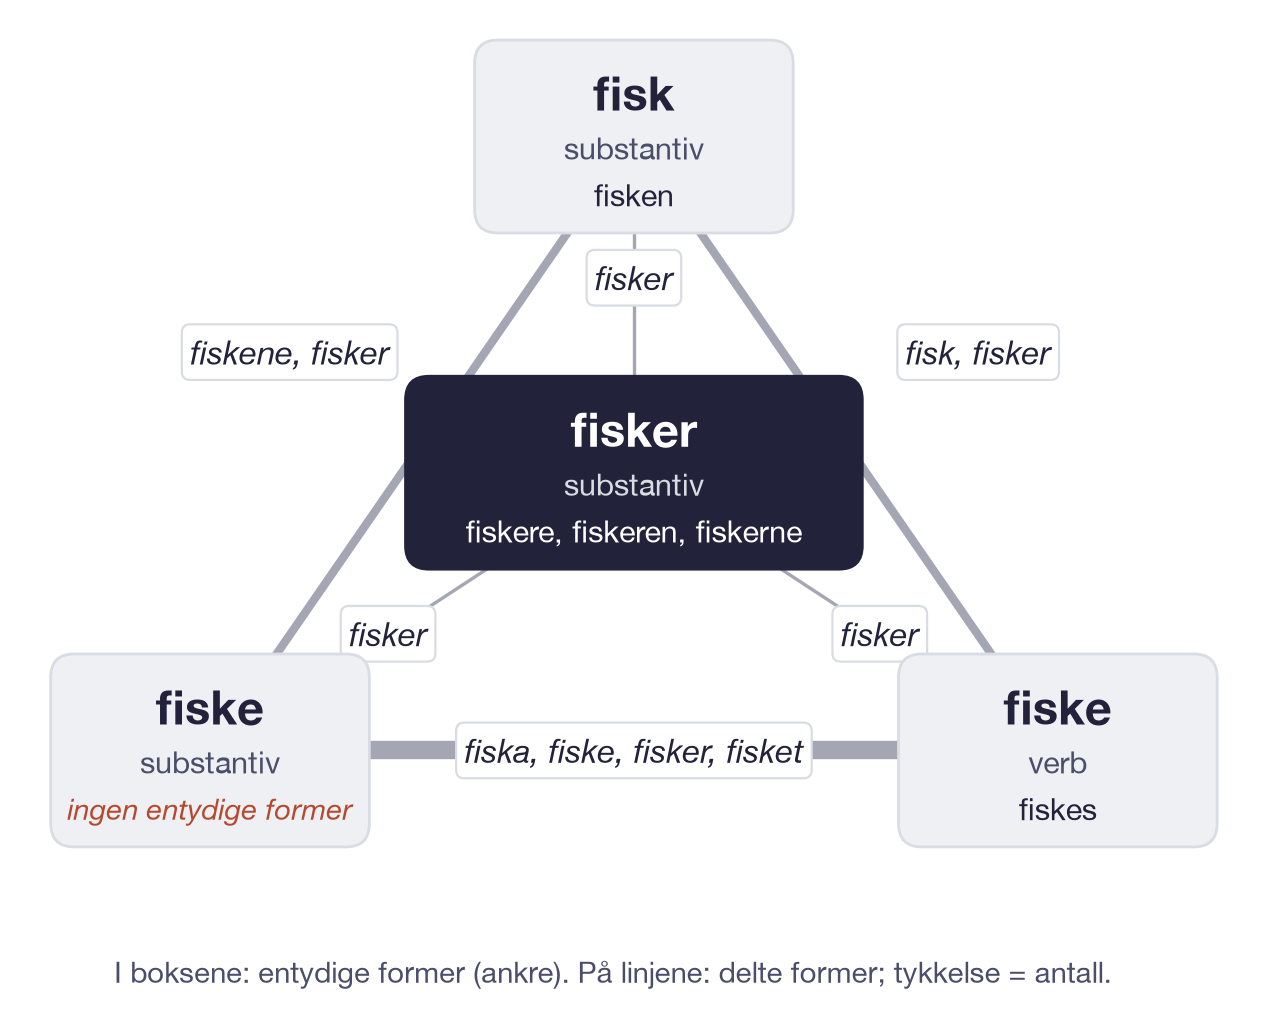 fisk
substantiv
fisken
fisker
fiskene, fisker
fisk, fisker
fisker
substantiv
fiskere, fiskeren, fiskerne
fisker
fisker
fiske
substantiv
ingen entydige former
fiska, fiske, fisker, fisket
fiske
verb
fiskes
I boksene: entydige former (ankre). På linjene: delte former; tykkelse = antall.